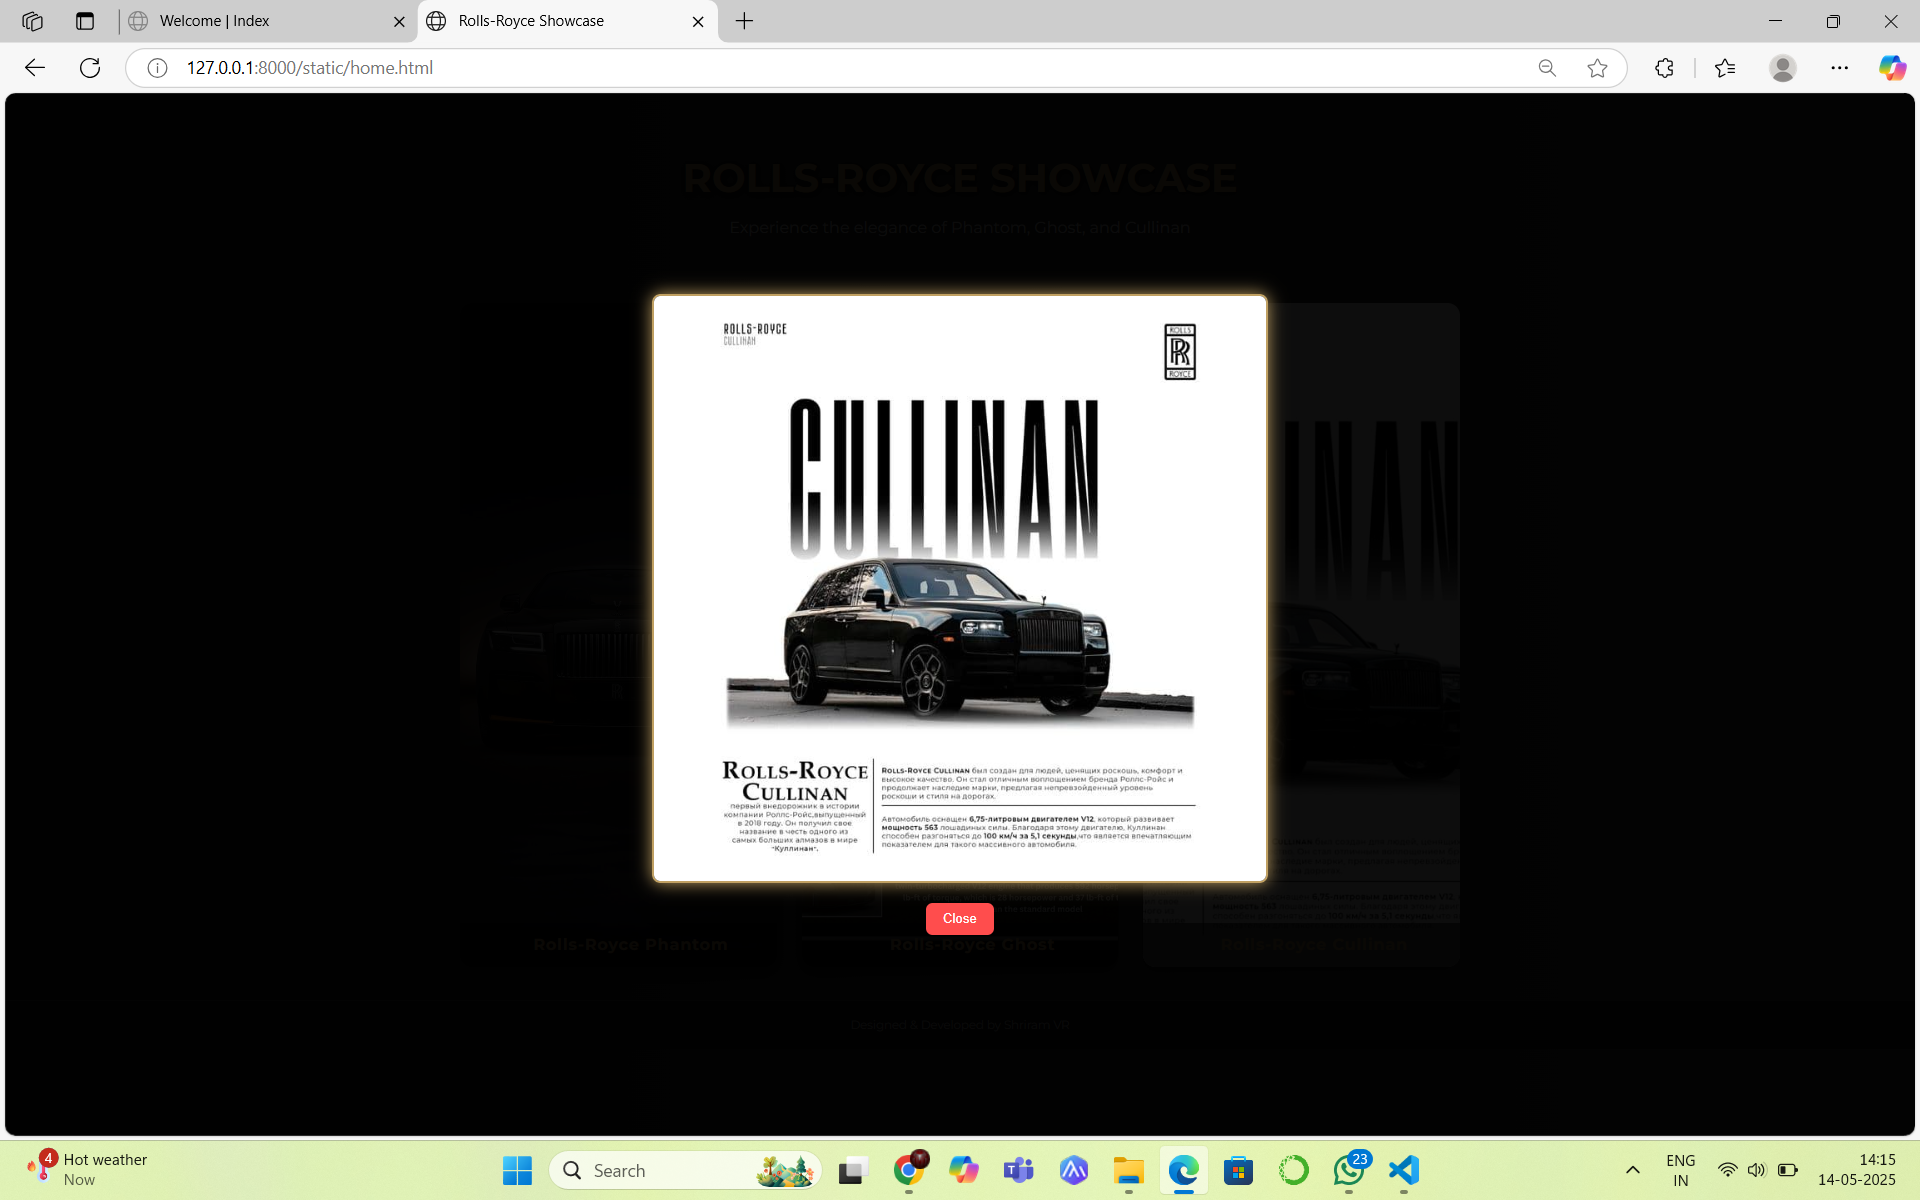 Welcome | Index
Rolls-Royce Showcase
127.0.0.1:8000/static/home.html
ROLLS-ROYCE SHOWCASE
Experience the elegance of Phantom, Ghost, and Cullinan
ROLLS-ROYCE
CULLINAN
ROLLS
RR
ROYCE
CULLINAN
ROLLS-ROYCE
CULLINAN
первый внедорожник в истории
компании Роллс-Ройс,выпущенный
в 2018 году. Он получил свое
название в честь одного из
самых больших алмазов в мире
"Куллинан".
ROLLS-ROYCE CULLINAN был создан для людей, ценящих роскошь, комфорт и
высокое качество. Он стал отличным воплощением бренда Роллс-Ройс и
продолжает наследие марки, предлагая непревзойденный уровень
роскоши и стиля на дорогах.
Автомобиль оснащен 6,75-литровым двигателем V12, который развивает
мощность 563 лошадиных силы. Благодаря этому двигателю, Куллинан
способен разгоняться до 100 км/ч за 5,1 секунды,что является впечатляющим
показателем для такого массивного автомобиля.
Close
Rolls-Royce Phantom
Rolls-Royce Ghost
Rolls-Royce Cullinan
Designed & Developed by Shriram VR
4
Hot weather
Now
Search
23
ENG
IN
14:15
14-05-2025